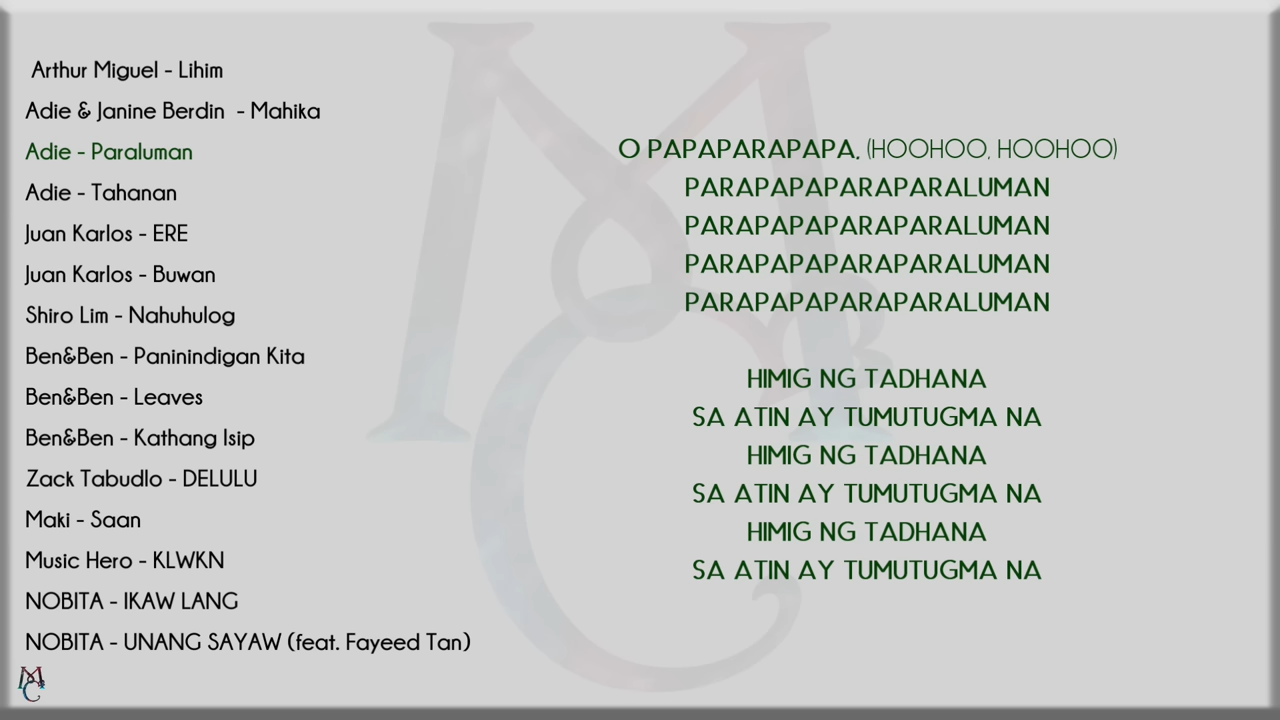 Arthur Miguel - Lihim
Adie & Janine Berdin - Mahika
Adie - Paraluman
Adie - Tahanan
Juan Karlos - ERE
Juan Karlos - Buwan
Shiro Lim - Nahuhulog
Ben&Ben - Paninindigan Kita
Ben&Ben - Leaves
Ben&Ben - Kathang Isip
Zack Tabudlo - DELULU
Maki - Saan
Music Hero - KLWKN
NOBITA - IKAW LANG
NOBITA - UNANG SAYAW (feat. Fayeed Tan)
O PAPAPARAPAPA, (HOOHOO, HOOHOO)
PARAPAPAPARAPARALUMAN
PARAPAPAPARAPARALUMAN
PARAPAPAPARAPARALUMAN
PARAPAPAPARAPARALUMAN
HIMIG NG TADHANA
SA ATIN AY TUMUTUGMA NA
HIMIG NG TADHANA
SA ATIN AY TUMUTUGMA NA
HIMIG NG TADHANA
SA ATIN AY TUMUTUGMA NA